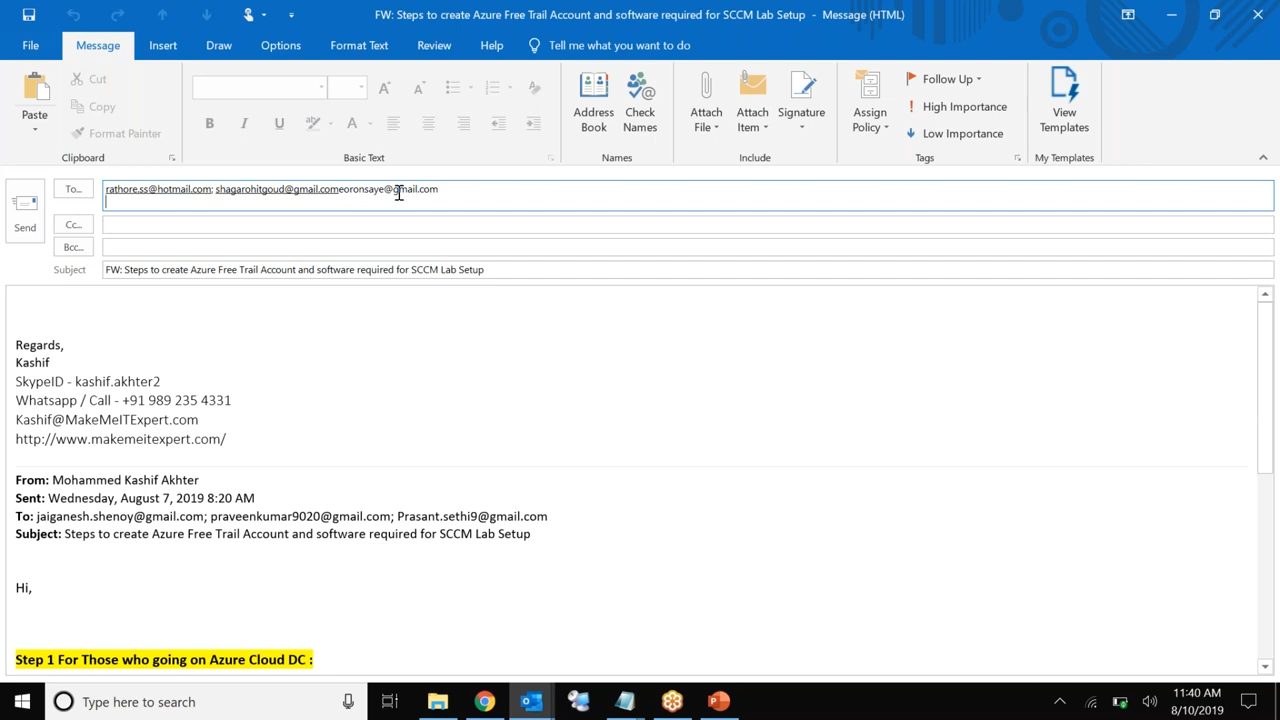 FW: Steps to create Azure Free Trail Account and software required for SCCM Lab Setup - Message (HTML)
File Message Insert Draw Options Format Text Review Help Tell me what you want to do
Paste
Cut
Copy
Format Painter
Clipboard
B I U
Basic Text
Address Book
Check Names
Names
Attach File
Attach Item
Signature
Include
Assign Policy
Follow Up
High Importance
Low Importance
Tags
View Templates
My Templates
Send
To... rathore.ss@hotmail.com; shagarohitgoud@gmail.comeoronsaye@gmail.com
Cc...
Bcc...
Subject FW: Steps to create Azure Free Trail Account and software required for SCCM Lab Setup
Regards,
Kashif
SkypeID - kashif.akhter2
Whatsapp / Call - +91 989 235 4331
Kashif@MakeMeITExpert.com
http://www.makemeitexpert.com/
From: Mohammed Kashif Akhter
Sent: Wednesday, August 7, 2019 8:20 AM
To: jaiganesh.shenoy@gmail.com; praveenkumar9020@gmail.com; Prasant.sethi9@gmail.com
Subject: Steps to create Azure Free Trail Account and software required for SCCM Lab Setup
Hi,
Step 1 For Those who going on Azure Cloud DC :
Type here to search
11:40 AM
8/10/2019